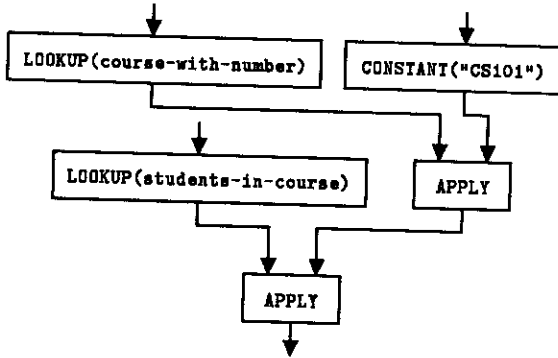 LOOKUP(course-with-number)
CONSTANT("CS101")
LOOKUP(students-in-course)
APPLY
APPLY